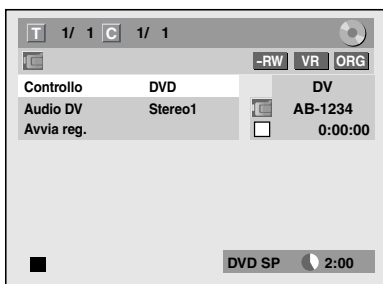 T 1/ 1 C 1/ 1
-RW VR ORG
Controllo DVD DV
Audio DV Stereo1 AB-1234
Avvia reg. 0:00:00
DVD SP 2:00